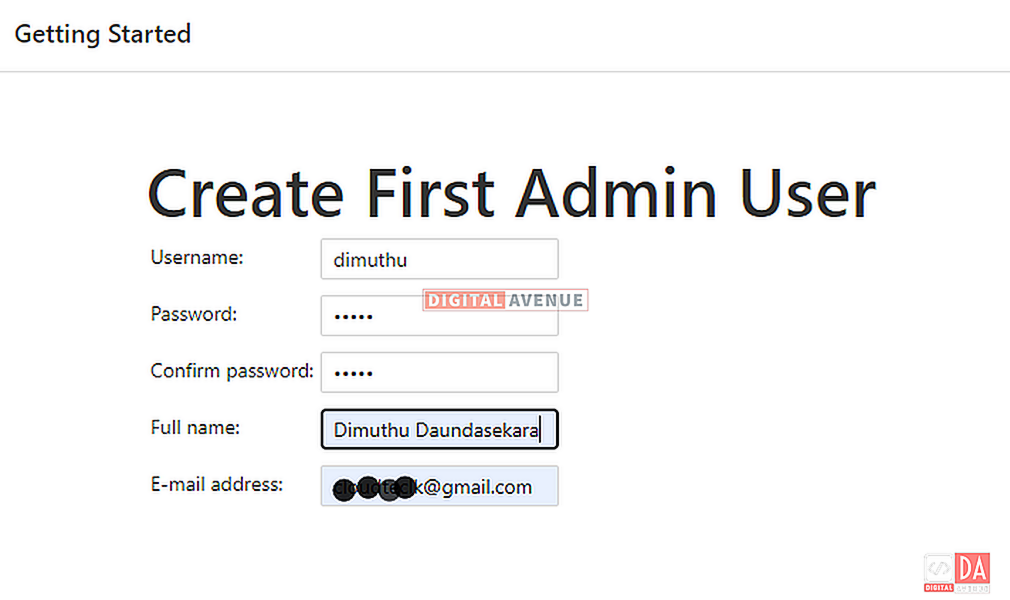 Getting Started
Create First Admin User
Username: dimuthu
DIGITAL AVENUE
Password: •••••
Confirm password: •••••
Full name: Dimuthu Daundasekara
E-mail address: @gmail.com
</> DA
DIGITAL AVENUE